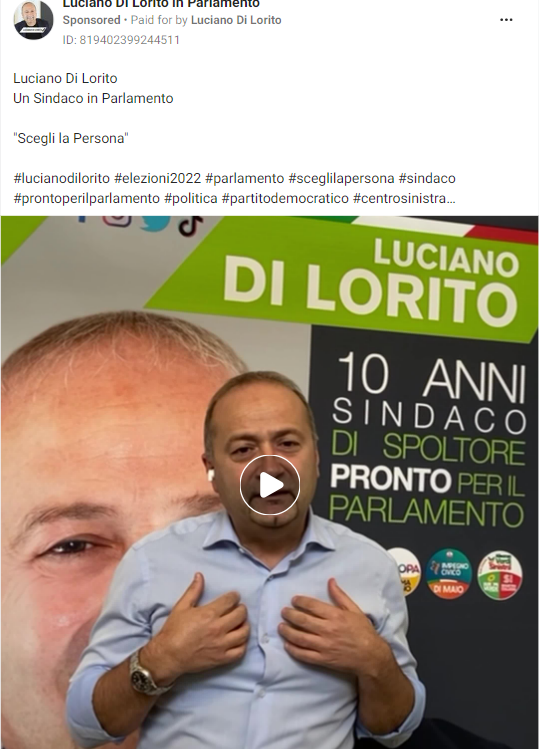 Luciano Di Lorito in Parlamento
Sponsored • Paid for by Luciano Di Lorito
ID: 819402399244511
Luciano Di Lorito
Un Sindaco in Parlamento
"Scegli la Persona"
#lucianodilorito #elezioni2022 #parlamento #sceglilapersona #sindaco
#prontoperilparlamento #politica #partitodemocratico #centrosinistra...
LUCIANO
DI LORITO
10 ANNI
SINDACO
DI SPOLTORE
PRONTO PER IL
PARLAMENTO
IMPEGNO
CIVICO
DI MAIO
SI